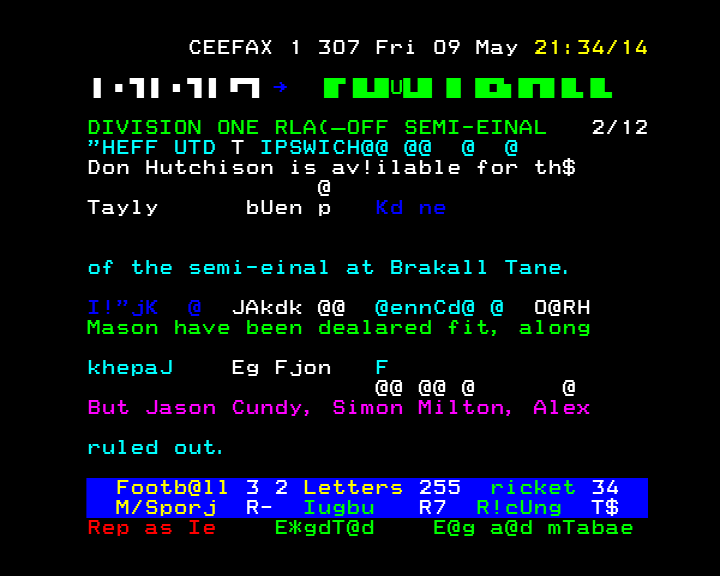 CEEFAX 1 307 Fri 09 May 21:34/14
DIVISION ONE RLA(—OFF SEMI-EINAL 2/12
”HEFF UTD T IPSWICH@@ @@ @ @
Don Hutchison is av!ilable for th$
@
Tayly bUen p Kd ne
of the semi-einal at Brakall Tane.
I!”jK @ JAkdk @@ @ennCd@ @ O@RH
Mason have been dealared fit, along
khepaJ Eg Fjon F
@@ @@ @ @
But Jason Cundy, Simon Milton, Alex
ruled out.
Footb@ll 3 2 Letters 255 ricket 34
M/Sporj R- Iugbu R7 R!cUng T$
Rep as Ie E*gdT@d E@g a@d mTabae